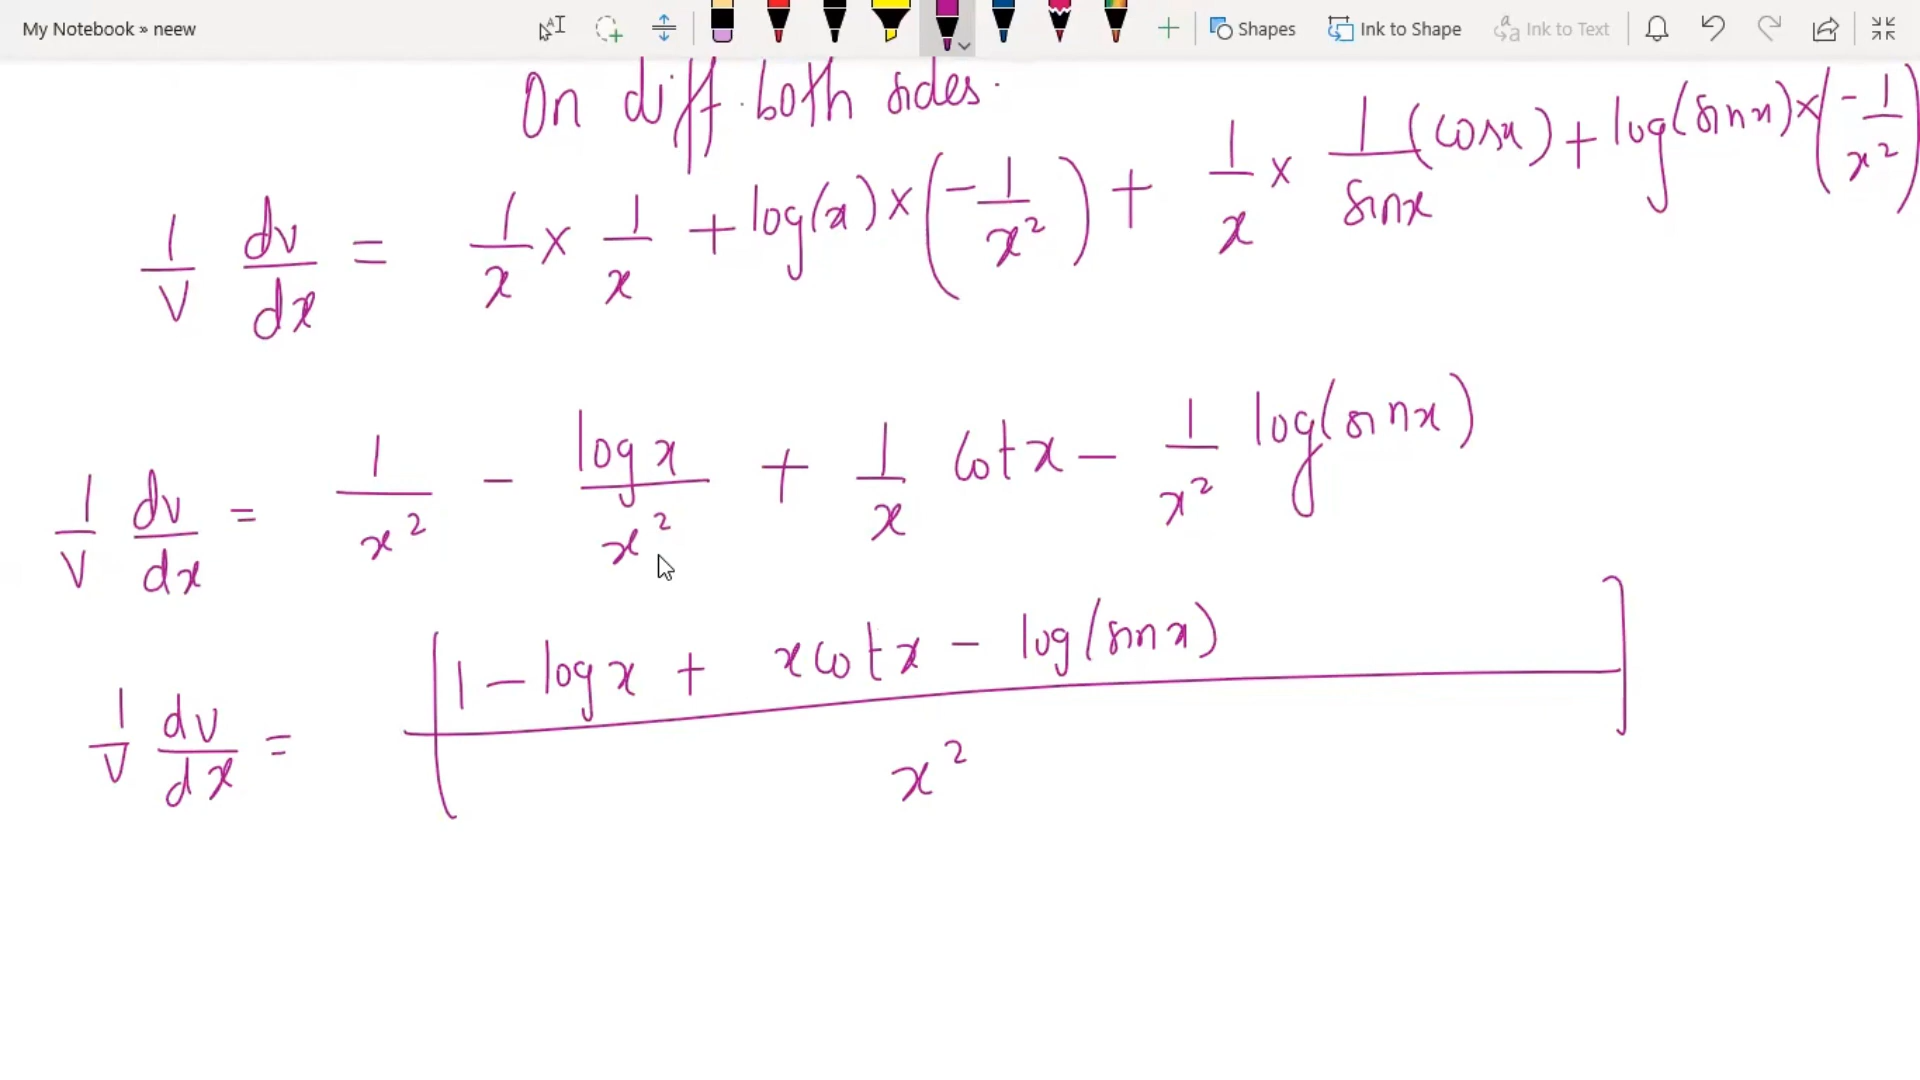 My Notebook » neew
Shapes
Ink to Shape
Ink to Text
On diff. both sides.
1/v dv/dx = 1/x × 1/x + log(x) × (-1/x²) + 1/x × 1/sinx (cosx) + log(sinx) × (-1/x²)
1/v dv/dx = 1/x² - logx/x² + 1/x cotx - 1/x² log(sinx)
1/v dv/dx = [1 - logx + xcotx - log(sinx) / x²]